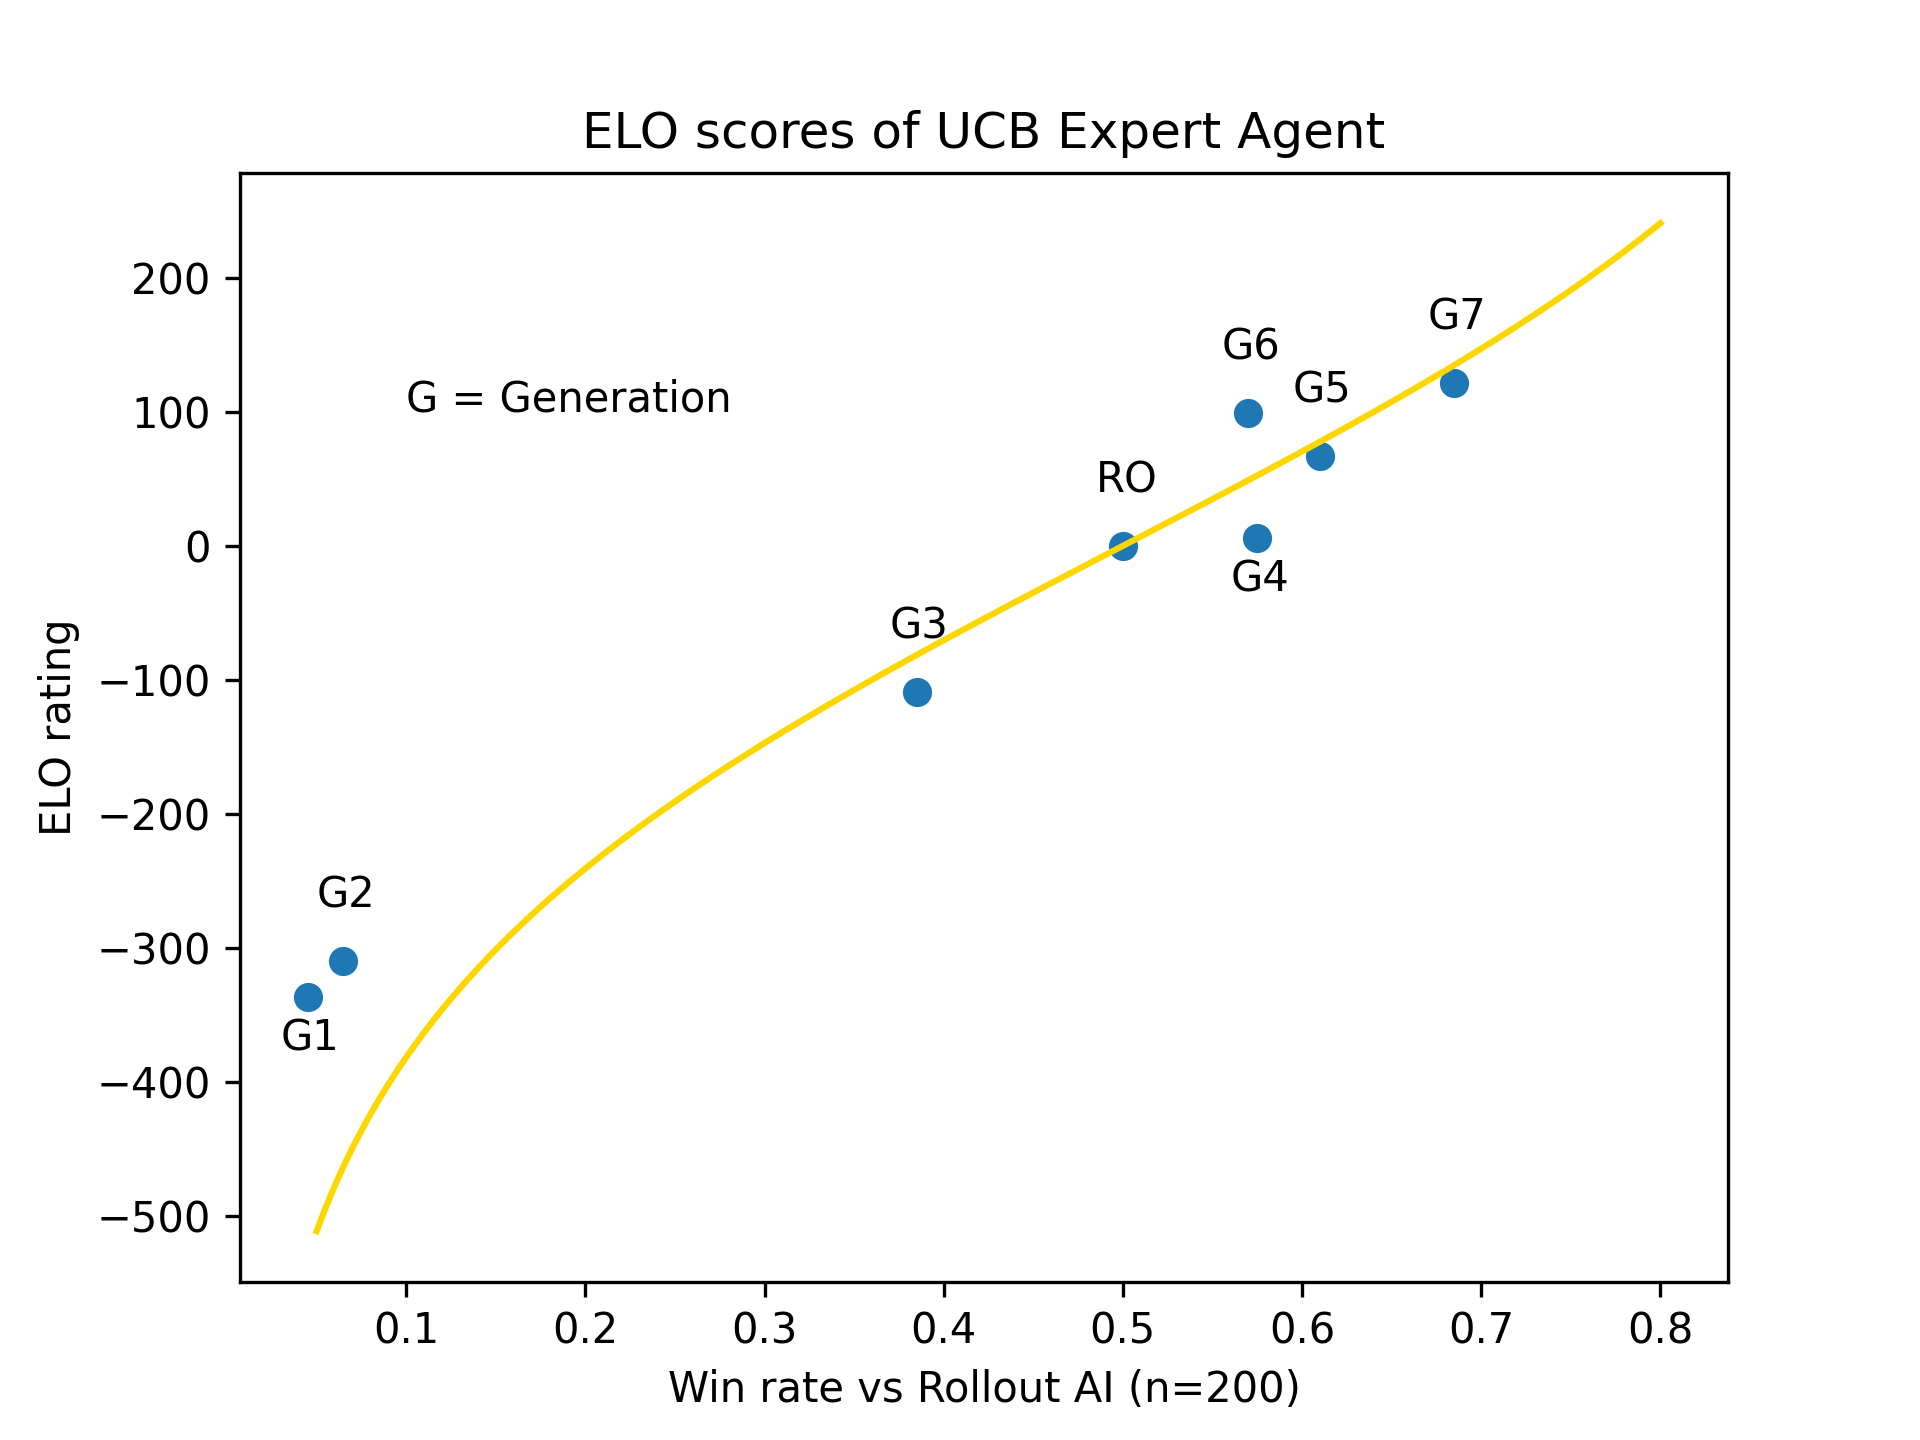 ELO scores of UCB Expert Agent
ELO rating
200
100
0
−100
−200
−300
−400
−500
G = Generation
G1
G2
G3
RO
G4
G6
G5
G7
0.1 0.2 0.3 0.4 0.5 0.6 0.7 0.8
Win rate vs Rollout AI (n=200)